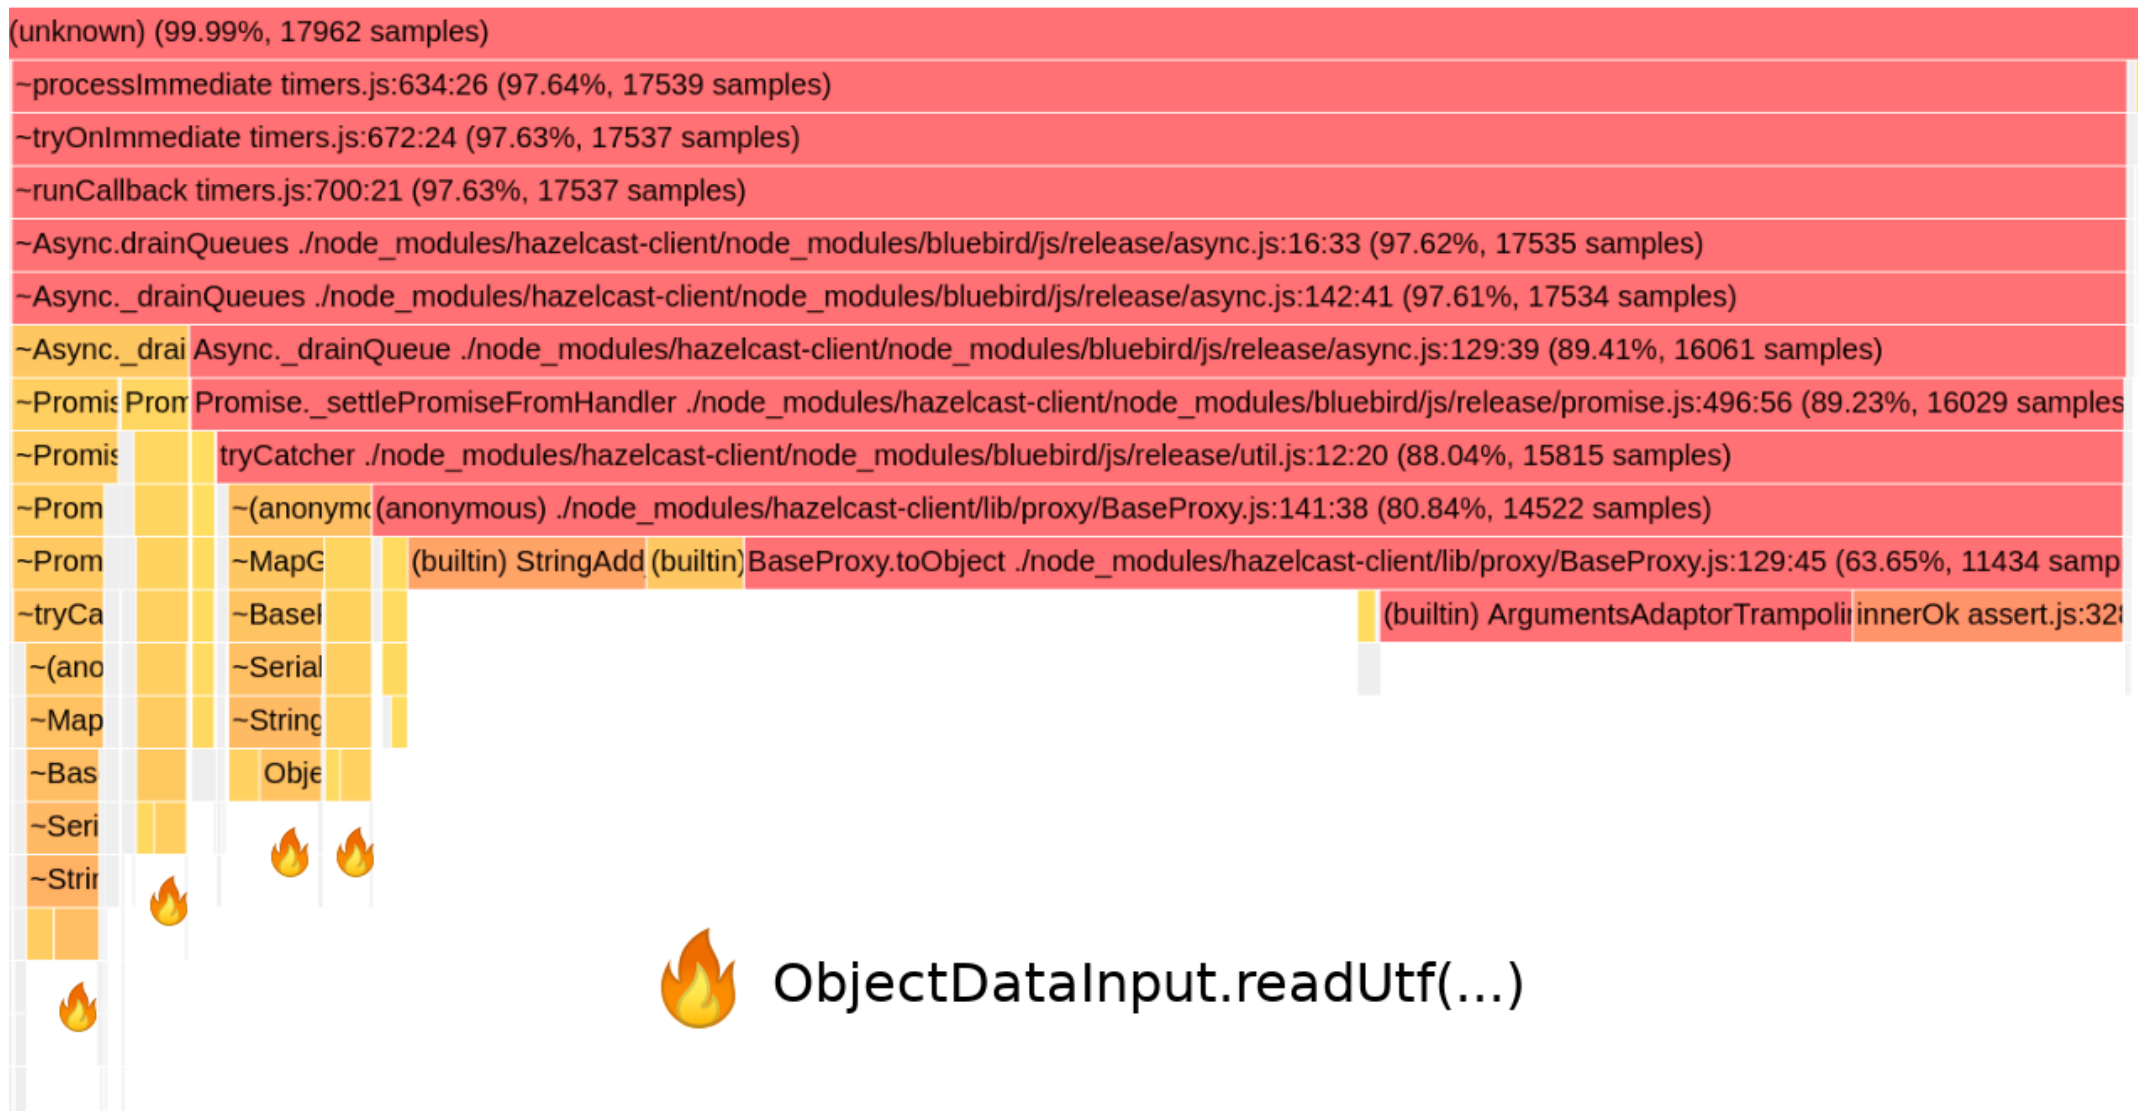 (unknown) (99.99%, 17962 samples)
~processImmediate timers.js:634:26 (97.64%, 17539 samples)
~tryOnImmediate timers.js:672:24 (97.63%, 17537 samples)
~runCallback timers.js:700:21 (97.63%, 17537 samples)
~Async.drainQueues ./node_modules/hazelcast-client/node_modules/bluebird/js/release/async.js:16:33 (97.62%, 17535 samples)
~Async._drainQueues ./node_modules/hazelcast-client/node_modules/bluebird/js/release/async.js:142:41 (97.61%, 17534 samples)
~Async._drai Async._drainQueue ./node_modules/hazelcast-client/node_modules/bluebird/js/release/async.js:129:39 (89.41%, 16061 samples)
~Promis Prom Promise._settlePromiseFromHandler ./node_modules/hazelcast-client/node_modules/bluebird/js/release/promise.js:496:56 (89.23%, 16029 samples
~Promis tryCatcher ./node_modules/hazelcast-client/node_modules/bluebird/js/release/util.js:12:20 (88.04%, 15815 samples)
~Prom ~(anonymo (anonymous) ./node_modules/hazelcast-client/lib/proxy/BaseProxy.js:141:38 (80.84%, 14522 samples)
~Prom ~MapG (builtin) StringAdd (builtin) BaseProxy.toObject ./node_modules/hazelcast-client/lib/proxy/BaseProxy.js:129:45 (63.65%, 11434 samp
~tryCa ~BaseP (builtin) ArgumentsAdaptorTrampolin innerOk assert.js:328
~(ano ~Serial
~Map ~String
~Bas Obje
~Seri
~Strin
ObjectDataInput.readUtf(...)